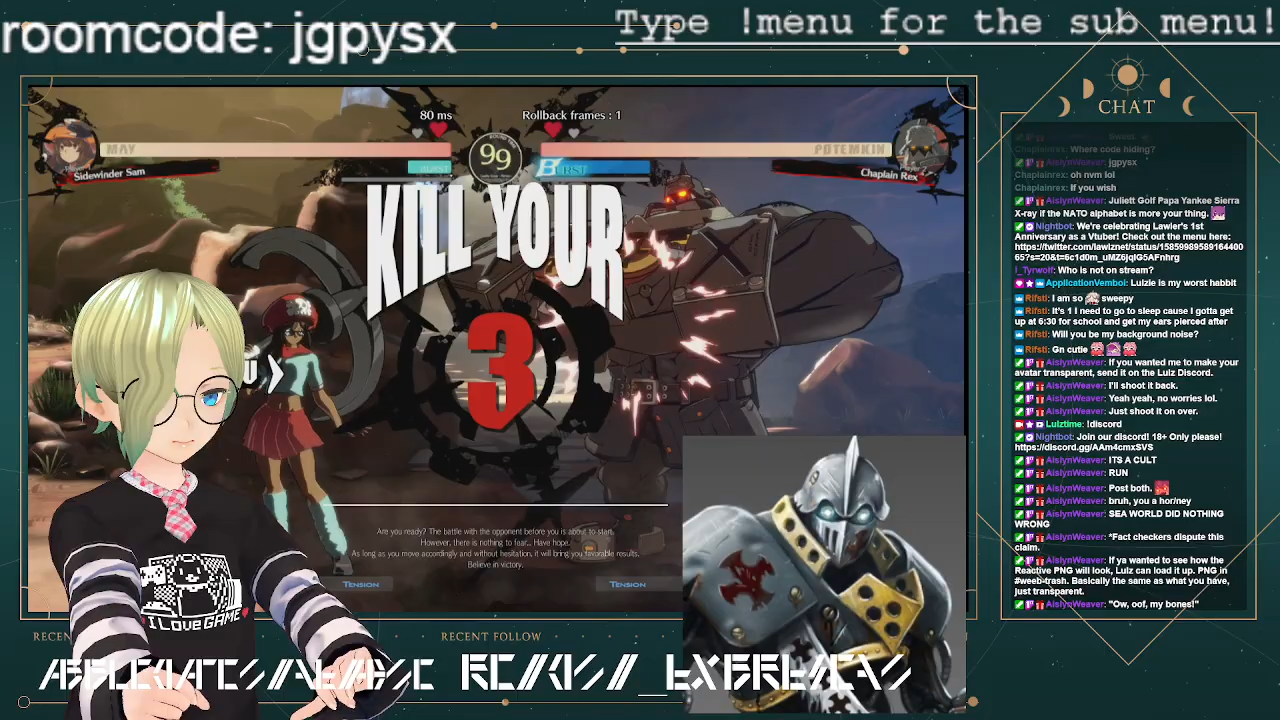 roomcode: jgpysx
Type !menu for the sub menu!
80 ms
Rollback frames : 1
MAY
99
POTEMKIN
Sidewinder Sam
BURST
BURST
Chaplain Rex
KILL YOUR
3
Are you ready? The battle with the opponent before you is about to start.
However, there is nothing to fear... Have hope.
As long as you move accordingly and without hesitation, it will bring you favorable results.
Believe in victory.
TENSION
TENSION
I LOVE GAME
CHAT
Chaplainrex: Where code hiding?
AislynWeaver: jgpysx
Chaplainrex: oh nvm lol
Chaplainrex: If you wish
AislynWeaver: Juliett Golf Papa Yankee Sierra
X-ray if the NATO alphabet is more your thing.
Nightbot: We're celebrating Lawler's 1st
Anniversary as a Vtuber! Check out the menu here:
I_Tyrwolf: Who is not on stream?
ApplicationVembol: Lulzie is my worst habbit
Rifsti: I am so sweepy
Rifsti: It's 1 I need to go to sleep cause I gotta get
up at 6:30 for school and get my ears pierced after
Rifsti: Will you be my background noise?
Rifsti: Gn cutie
AislynWeaver: If you wanted me to make your
avatar transparent, send it on the Lulz Discord.
AislynWeaver: I'll shoot it back.
AislynWeaver: Yeah yeah, no worries lol.
AislynWeaver: Just shoot it on over.
Lulztime: !discord
Nightbot: Join our discord! 18+ Only please!
https://discord.gg/AAm4cmxSVS
AislynWeaver: ITS A CULT
AislynWeaver: RUN
AislynWeaver: Post both.
AislynWeaver: bruh, you a hor/ney
AislynWeaver: SEA WORLD DID NOTHING
WRONG
AislynWeaver: *Fact checkers dispute this
claim.
AislynWeaver: If ya wanted to see how the
Reactive PNG will look, Lulz can load it up. PNG in
#weeb-trash. Basically the same as what you have,
just transparent.
AislynWeaver: "Ow, oof, my bones!"
RECEN
RECENT FOLLOW